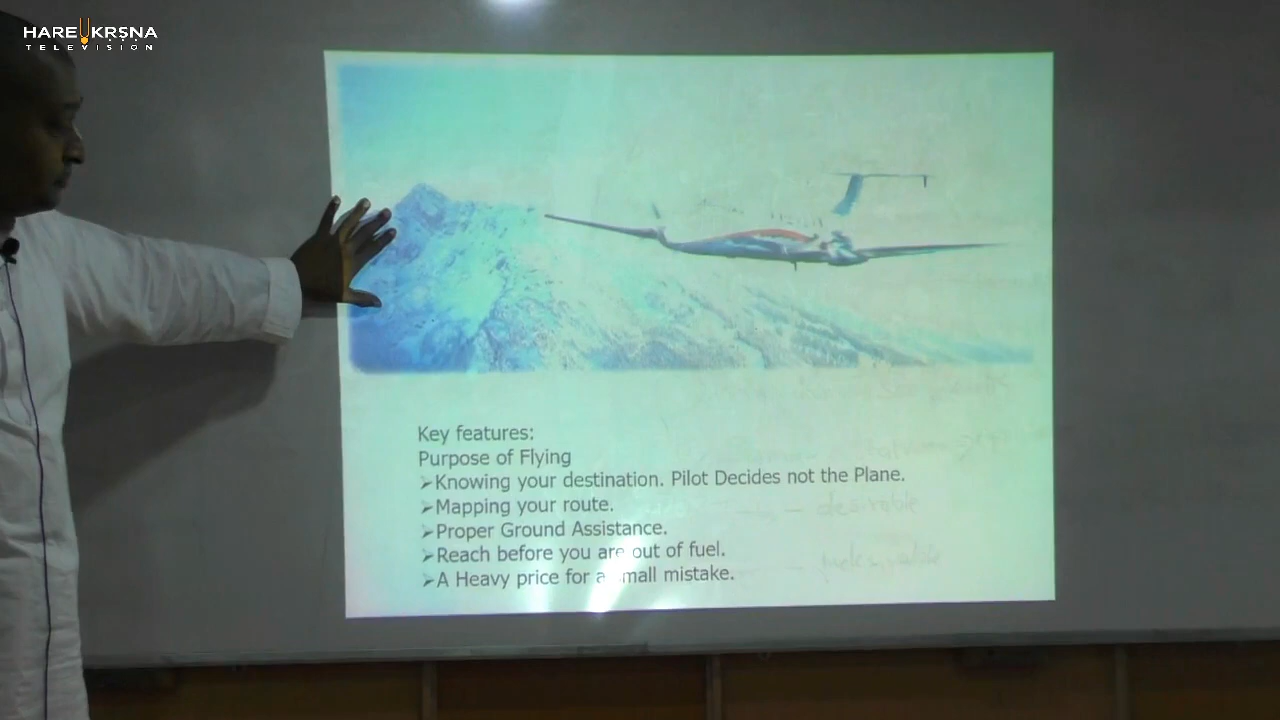 HARE KRSNA
TELEVISION
Key features:
Purpose of Flying
➢Knowing your destination. Pilot Decides not the Plane.
➢Mapping your route.
➢Proper Ground Assistance.
➢Reach before you are out of fuel.
➢A Heavy price for a small mistake.
desirable